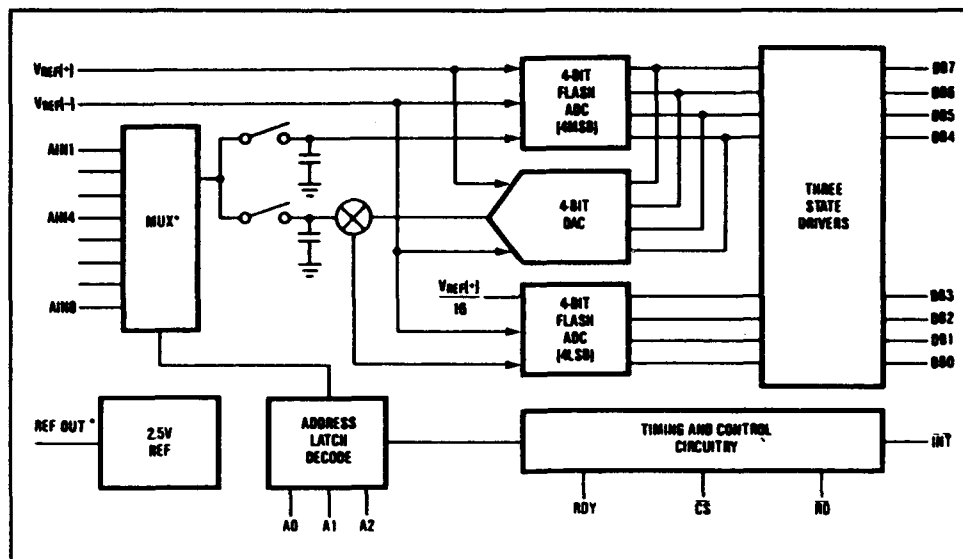 VREF(+)
VREF(–)
AIN1
AIN4
AIN8
MUX*
4-BIT
FLASH
ADC
(4MSB)
4-BIT
DAC
VREF(+)
16
4-BIT
FLASH
ADC
(4LSB)
THREE
STATE
DRIVERS
DB7
DB6
DB5
DB4
DB3
DB2
DB1
DB0
REF OUT*
2.5V
REF
ADDRESS
LATCH
DECODE
A0 A1 A2
TIMING AND CONTROL
CIRCUITRY
INT
RDY CS RD